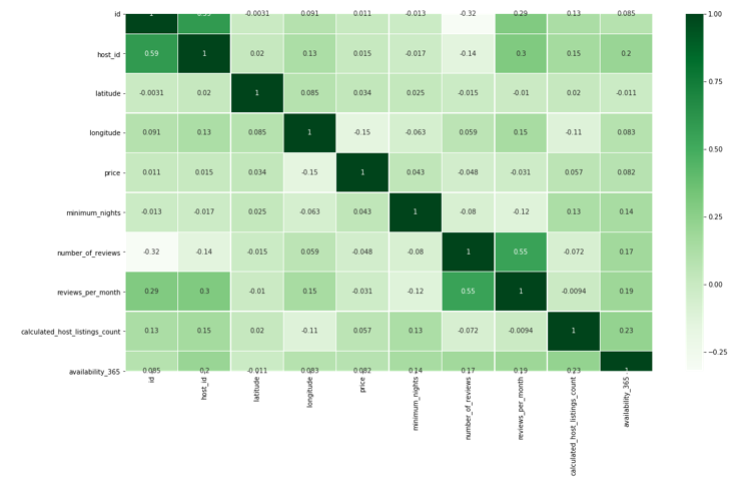 id 1 0.59 -0.0031 0.091 0.011 -0.013 -0.32 0.29 0.13 0.085
host_id 0.59 1 0.02 0.13 0.015 -0.017 -0.14 0.3 0.15 0.2
latitude -0.0031 0.02 1 0.085 0.034 0.025 -0.015 -0.01 0.02 -0.011
longitude 0.091 0.13 0.085 1 -0.15 -0.063 0.059 0.15 -0.11 0.083
price 0.011 0.015 0.034 -0.15 1 0.043 -0.048 -0.031 0.057 0.082
minimum_nights -0.013 -0.017 0.025 -0.063 0.043 1 -0.08 -0.12 0.13 0.14
number_of_reviews -0.32 -0.14 -0.015 0.059 -0.048 -0.08 1 0.55 -0.072 0.17
reviews_per_month 0.29 0.3 -0.01 0.15 -0.031 -0.12 0.55 1 -0.0094 0.19
calculated_host_listings_count 0.13 0.15 0.02 -0.11 0.057 0.13 -0.072 -0.0094 1 0.23
availability_365 0.085 0.2 -0.011 0.083 0.082 0.14 0.17 0.19 0.23 1
id
host_id
latitude
longitude
price
minimum_nights
number_of_reviews
reviews_per_month
calculated_host_listings_count
availability_365
1.00
0.75
0.50
0.25
0.00
-0.25